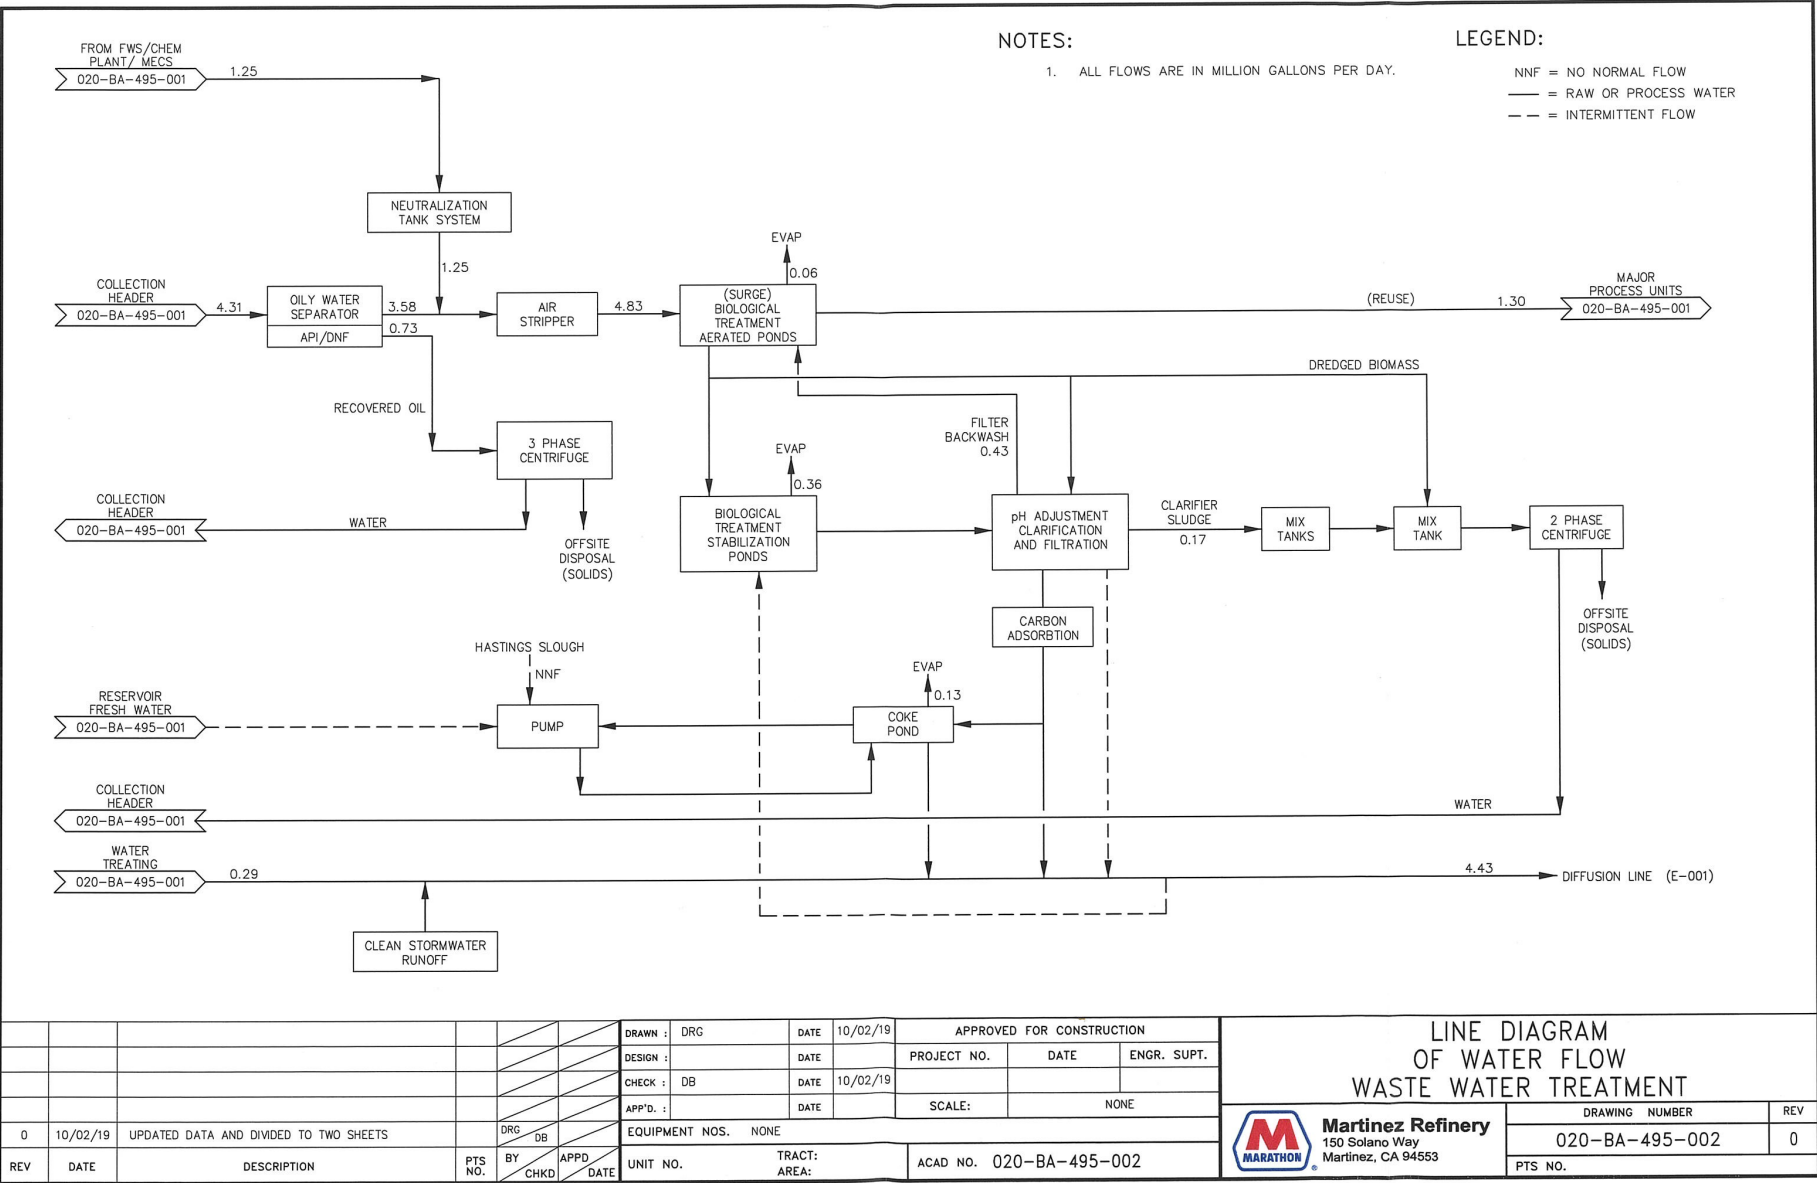 NOTES:
1. ALL FLOWS ARE IN MILLION GALLONS PER DAY.
LEGEND:
NNF = NO NORMAL FLOW
= RAW OR PROCESS WATER
= INTERMITTENT FLOW
FROM FWS/CHEM
PLANT/ MECS
020-BA-495-001
1.25
NEUTRALIZATION
TANK SYSTEM
1.25
COLLECTION
HEADER
020-BA-495-001
4.31
OILY WATER
SEPARATOR
API/DNF
3.58
0.73
AIR
STRIPPER
4.83
EVAP
0.06
(SURGE)
BIOLOGICAL
TREATMENT
AERATED PONDS
(REUSE)
1.30
MAJOR
PROCESS UNITS
020-BA-495-001
DREDGED BIOMASS
RECOVERED OIL
3 PHASE
CENTRIFUGE
FILTER
BACKWASH
0.43
EVAP
0.36
COLLECTION
HEADER
020-BA-495-001
WATER
OFFSITE
DISPOSAL
(SOLIDS)
BIOLOGICAL
TREATMENT
STABILIZATION
PONDS
pH ADJUSTMENT
CLARIFICATION
AND FILTRATION
CLARIFIER
SLUDGE
0.17
MIX
TANKS
MIX
TANK
2 PHASE
CENTRIFUGE
OFFSITE
DISPOSAL
(SOLIDS)
CARBON
ADSORBTION
HASTINGS SLOUGH
NNF
RESERVOIR
FRESH WATER
020-BA-495-001
PUMP
EVAP
0.13
COKE
POND
COLLECTION
HEADER
020-BA-495-001
WATER
WATER
TREATING
020-BA-495-001
0.29
4.43
DIFFUSION LINE (E-001)
CLEAN STORMWATER
RUNOFF
0 10/02/19 UPDATED DATA AND DIVIDED TO TWO SHEETS DRG DB
REV DATE DESCRIPTION PTS NO. BY CHKD APPD DATE
DRAWN : DRG DATE 10/02/19
DESIGN : DATE
CHECK : DB DATE 10/02/19
APP'D. : DATE
EQUIPMENT NOS. NONE
UNIT NO. TRACT: AREA:
APPROVED FOR CONSTRUCTION
PROJECT NO. DATE ENGR. SUPT.
SCALE: NONE
ACAD NO. 020-BA-495-002
LINE DIAGRAM
OF WATER FLOW
WASTE WATER TREATMENT
MARATHON ®
Martinez Refinery
150 Solano Way
Martinez, CA 94553
DRAWING NUMBER REV
020-BA-495-002 0
PTS NO.